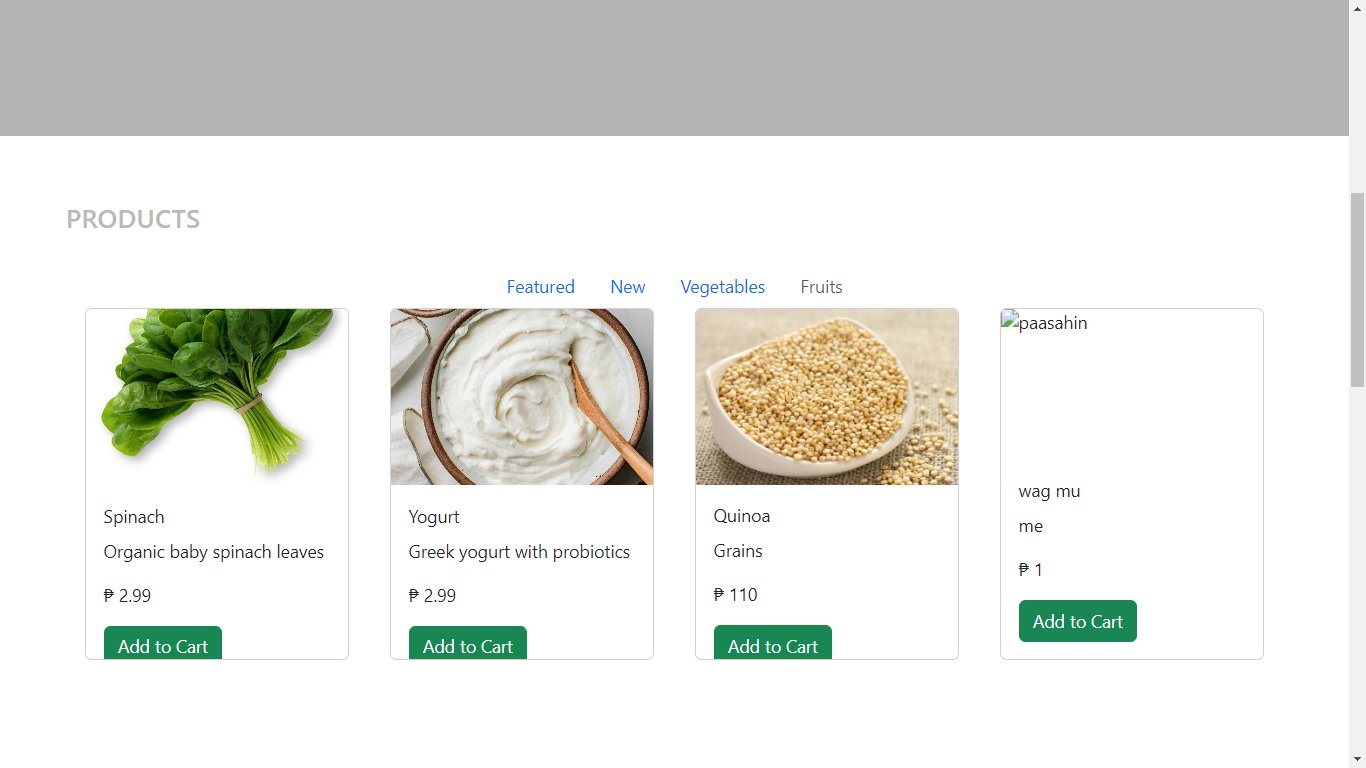 PRODUCTS
Featured New Vegetables Fruits
Spinach
Organic baby spinach leaves
₱ 2.99
Add to Cart
Yogurt
Greek yogurt with probiotics
₱ 2.99
Add to Cart
Quinoa
Grains
₱ 110
Add to Cart
paasahin
wag mu
me
₱ 1
Add to Cart